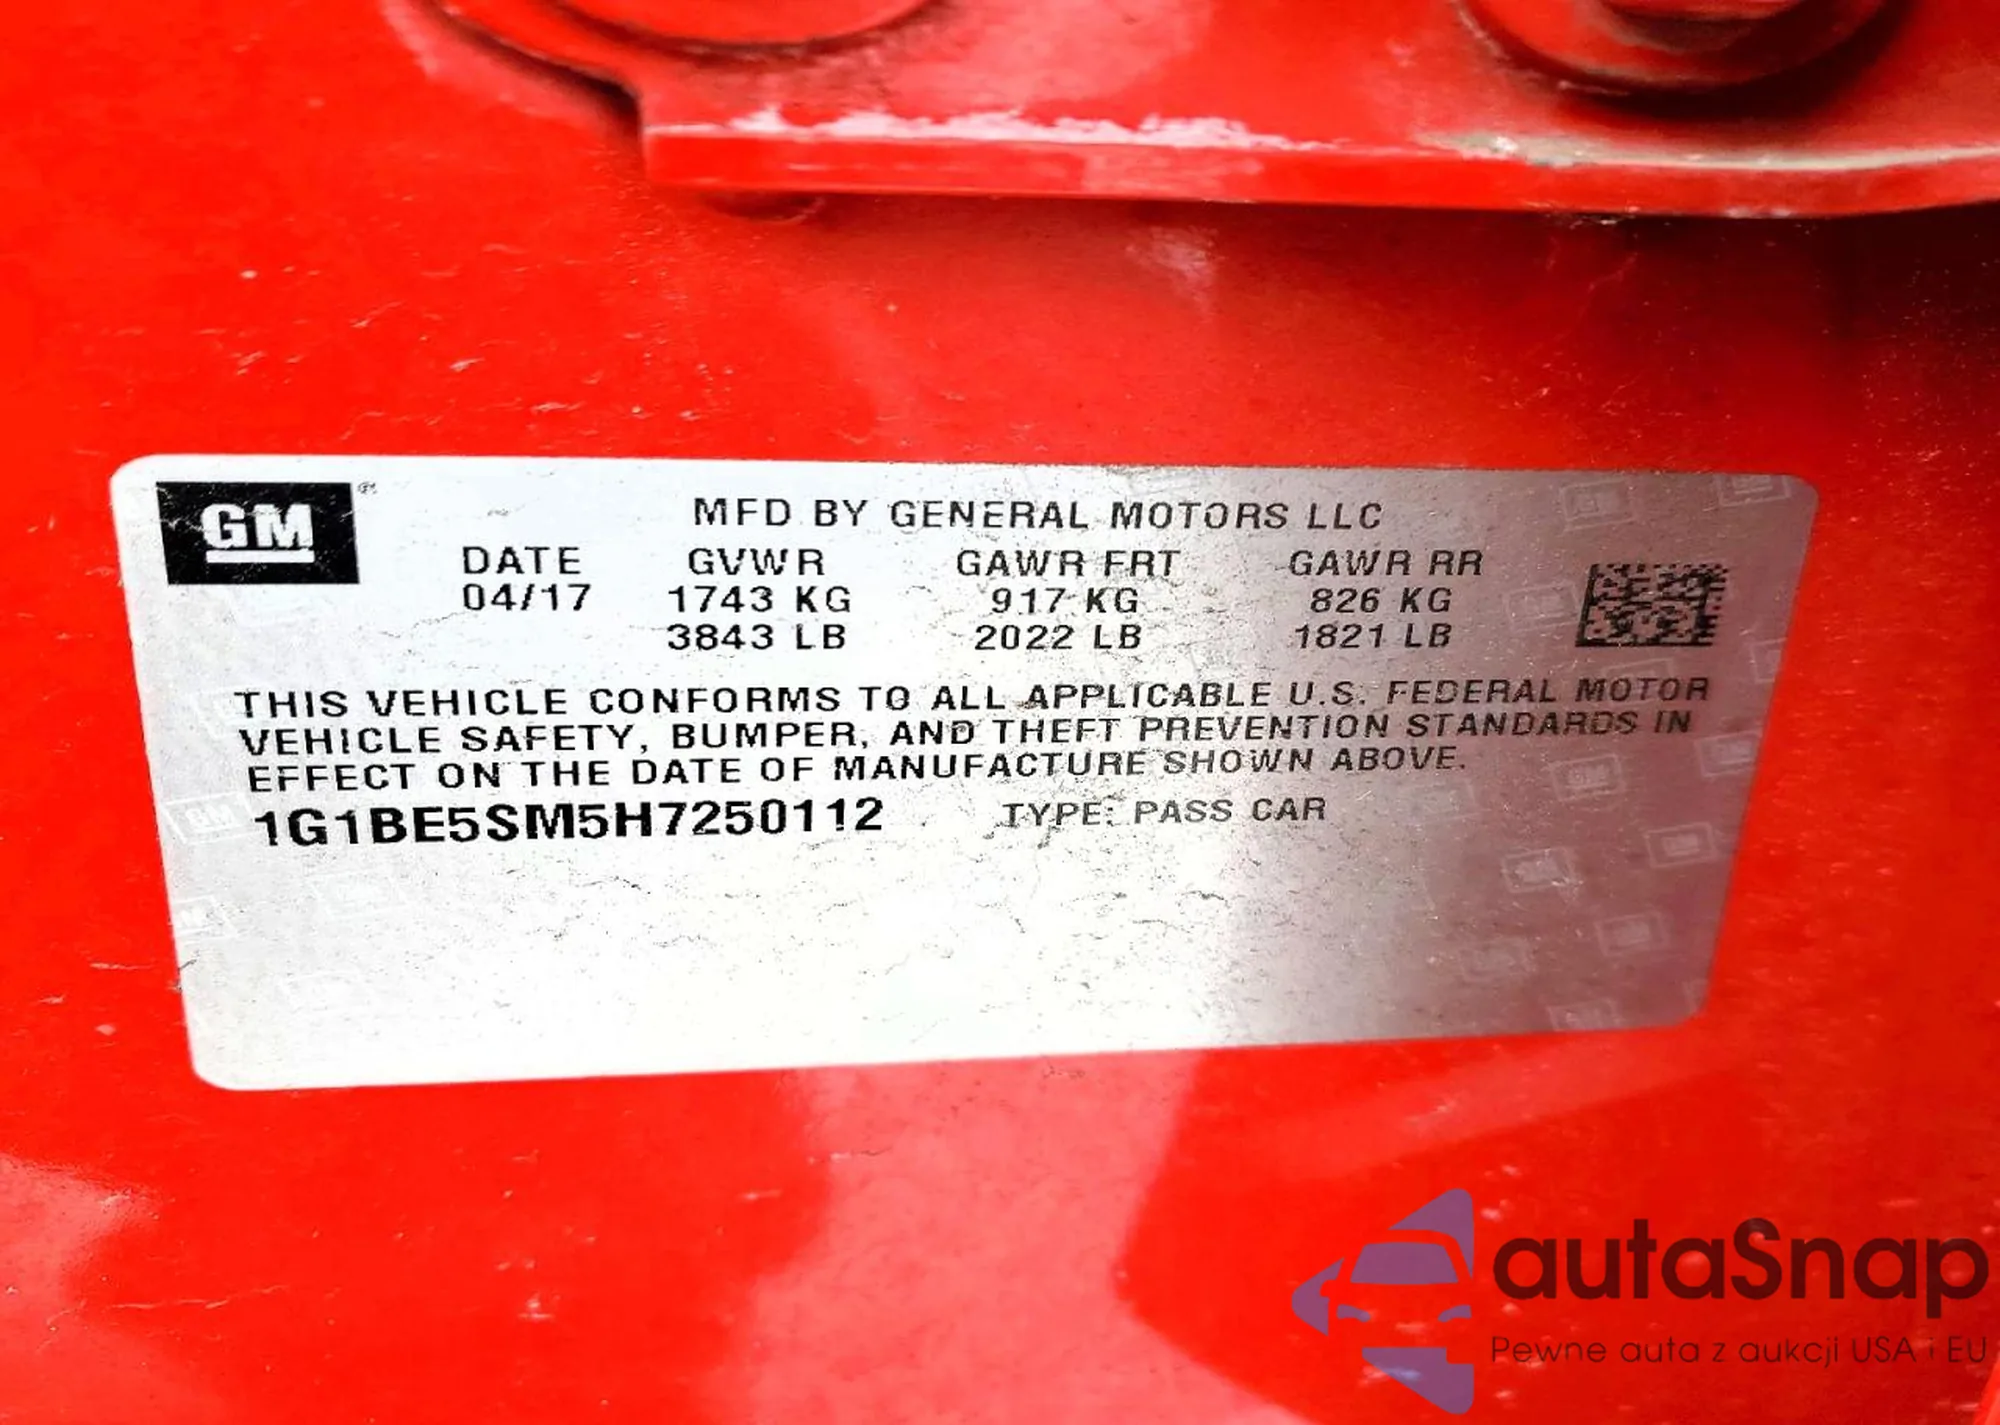 GM
MFD BY GENERAL MOTORS LLC
DATE GVWR GAWR FRT GAWR RR
04/17 1743 KG 917 KG 826 KG
3843 LB 2022 LB 1821 LB
THIS VEHICLE CONFORMS TO ALL APPLICABLE U.S. FEDERAL MOTOR
VEHICLE SAFETY, BUMPER, AND THEFT PREVENTION STANDARDS IN
EFFECT ON THE DATE OF MANUFACTURE SHOWN ABOVE.
1G1BE5SM5H7250112 TYPE: PASS CAR
autaSnap
Pewne auta z aukcji USA i EU